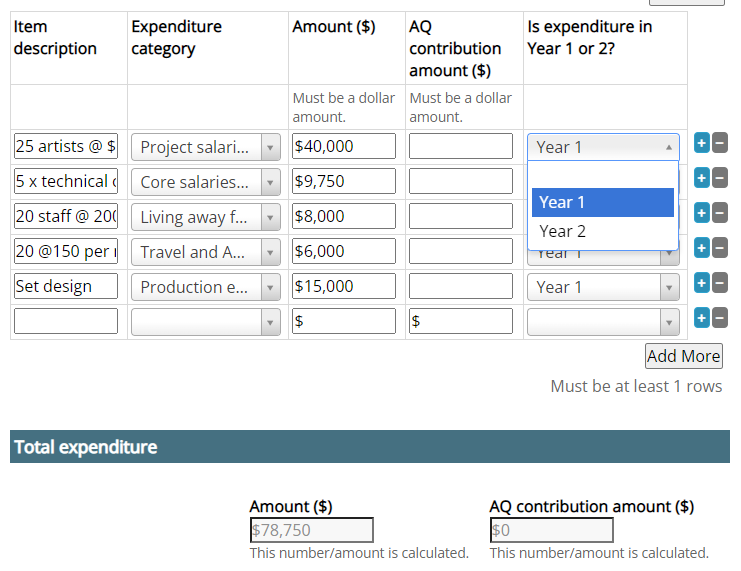 Item description
Expenditure category
Amount ($)
AQ contribution amount ($)
Is expenditure in Year 1 or 2?
Must be a dollar amount.
Must be a dollar amount.
25 artists @ $
Project salari...
$40,000
Year 1
5 x technical
Core salaries...
$9,750
Year 1
Year 2
20 staff @ 200
Living away f...
$8,000
20 @150 per
Travel and A...
$6,000
Year 1
Set design
Production e...
$15,000
Year 1
$
$
Add More
Must be at least 1 rows
Total expenditure
Amount ($)
AQ contribution amount ($)
$78,750
$0
This number/amount is calculated.
This number/amount is calculated.